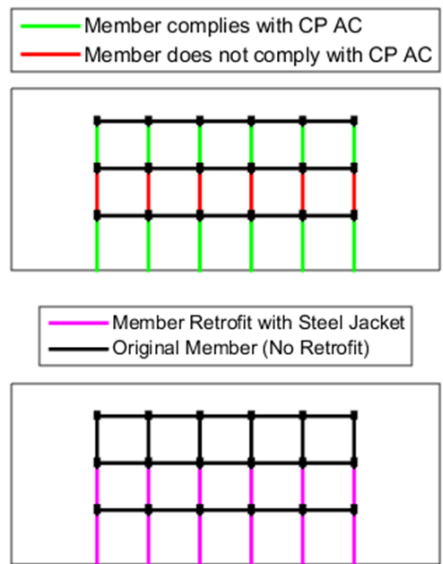 Member complies with CP AC
Member does not comply with CP AC
Member Retrofit with Steel Jacket
Original Member (No Retrofit)